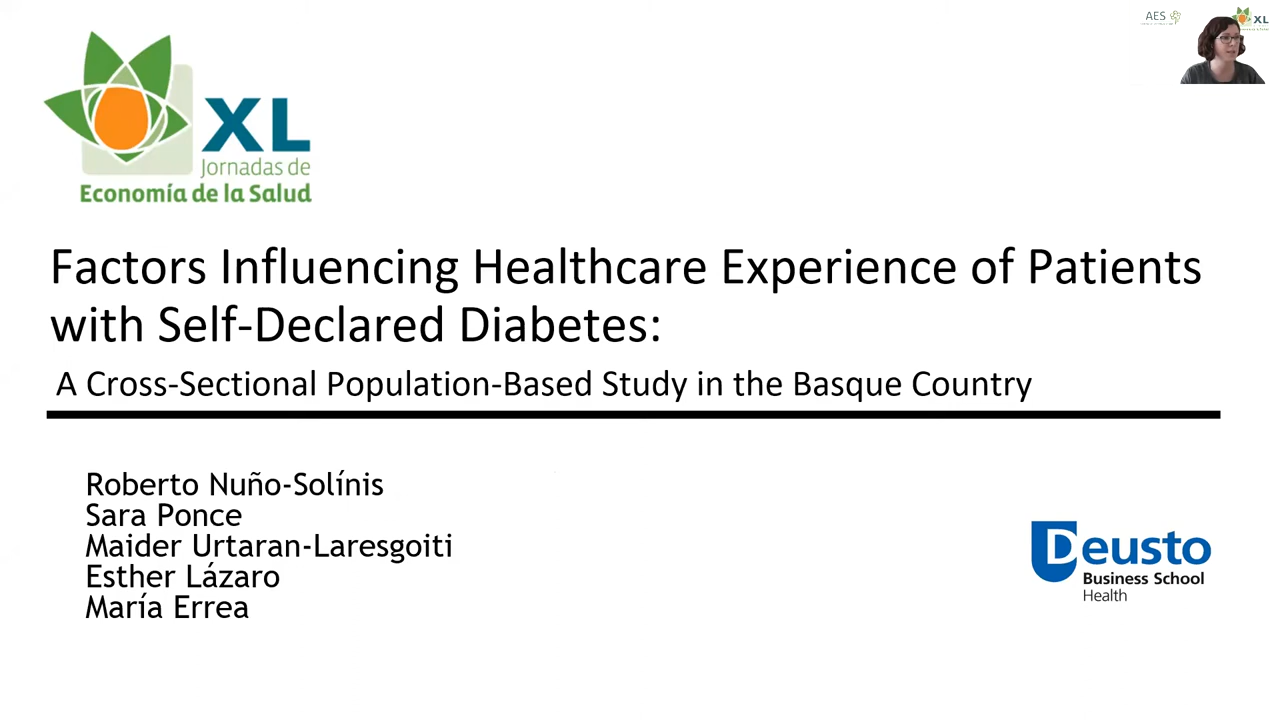 AES
XL
XL
Jornadas de
Economía de la Salud
Factors Influencing Healthcare Experience of Patients
with Self-Declared Diabetes:
A Cross-Sectional Population-Based Study in the Basque Country
Roberto Nuño-Solínis
Sara Ponce
Maider Urtaran-Laresgoiti
Esther Lázaro
María Errea
Deusto
Business School
Health